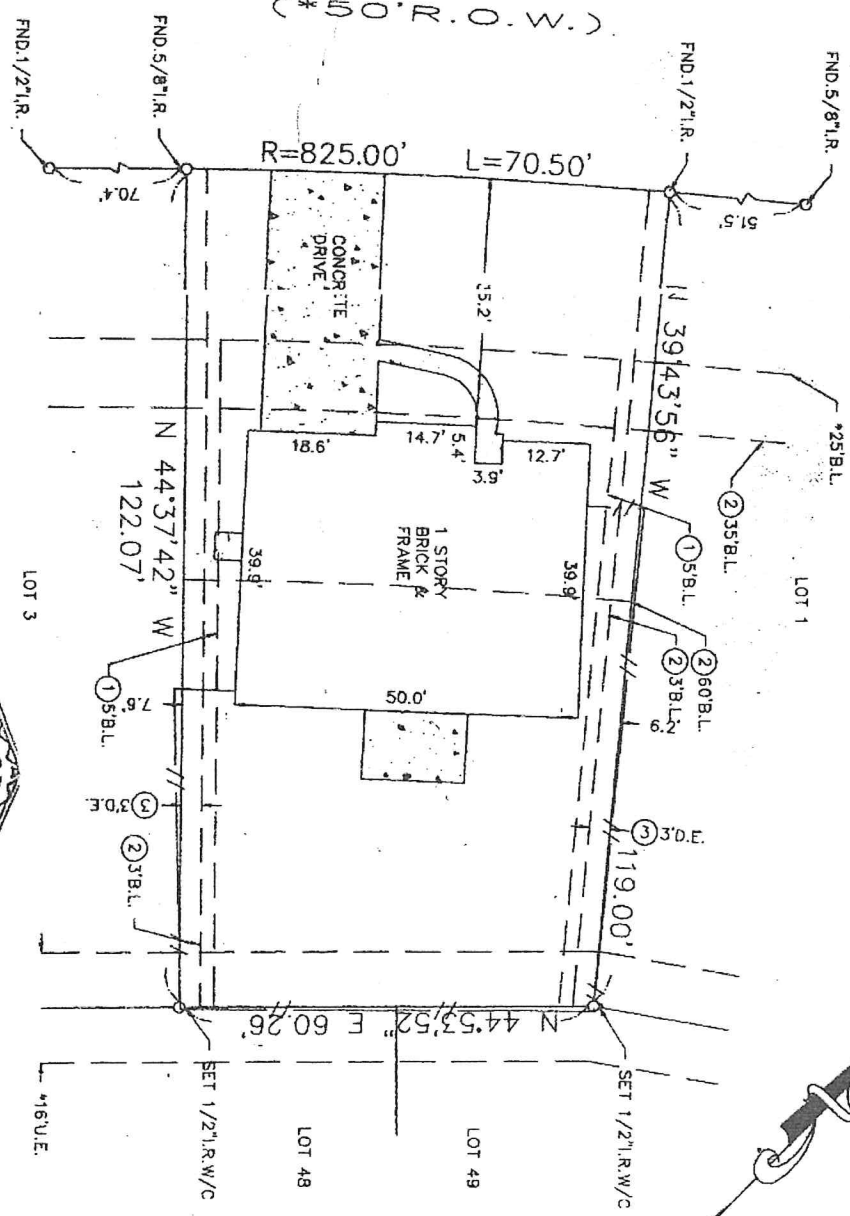 (*50'R.O.W.)
FND.5/8"I.R.
FND.1/2"I.R.
FND.5/8"I.R.
FND.1/2"I.R.
51.5'
70.4'
R=825.00'
L=70.50'
CONCRETE
DRIVE
N 39°43'56" W
119.00'
*25'B.L.
② 35'B.L.
① 5'B.L.
LOT 1
18.6'
14.7'
5.4'
3.9'
12.7'
1 STORY
BRICK &
FRAME
39.9'
39.9'
50.0'
② 60'B.L.
② 3'B.L.
6.2'
③ 3'D.E.
N 44°37'42" W
122.07'
LOT 3
① 5'B.L.
7.6'
③ 3'D.E.
② 3'B.L.
N 44°53'52" E 60.26'
SET 1/2"I.R.W/C
SET 1/2"I.R.W/C
LOT 49
LOT 48
*16'U.E.